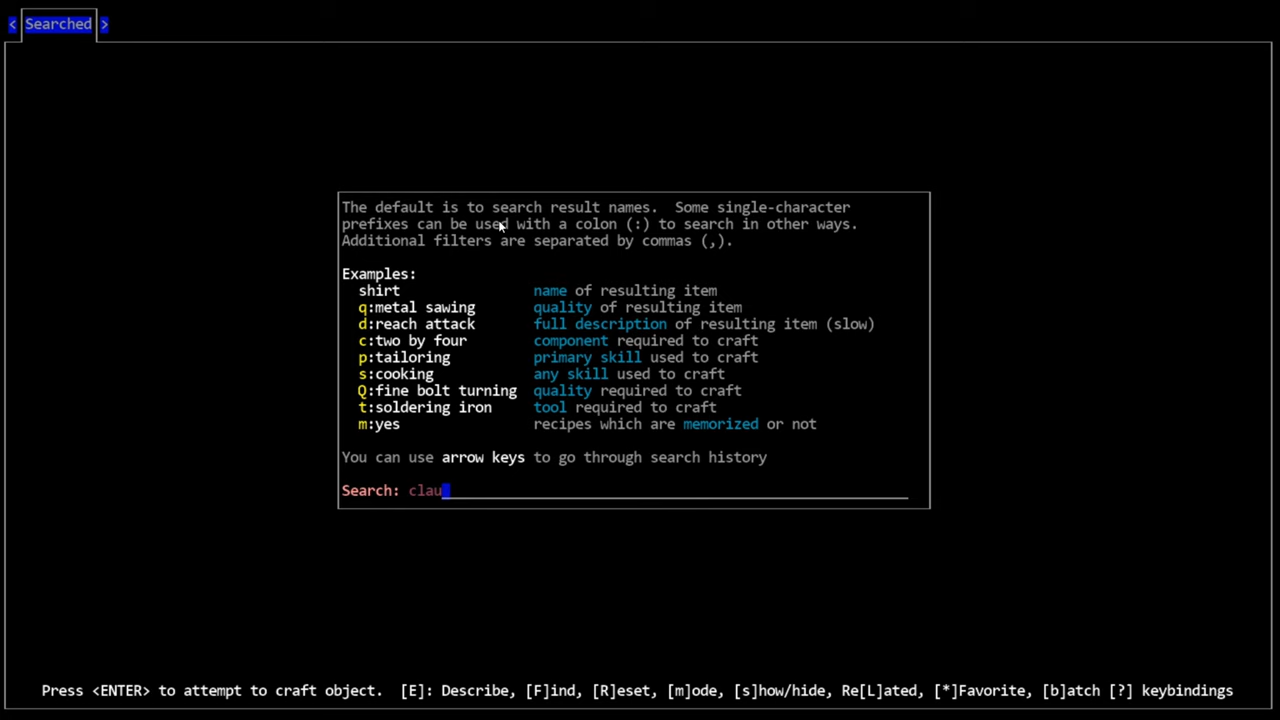 < Searched >
The default is to search result names.  Some single-character
prefixes can be used with a colon (:) to search in other ways.
Additional filters are separated by commas (,).
Examples:
shirt name of resulting item
q:metal sawing quality of resulting item
d:reach attack full description of resulting item (slow)
c:two by four component required to craft
p:tailoring primary skill used to craft
s:cooking any skill used to craft
Q:fine bolt turning quality required to craft
t:soldering iron tool required to craft
m:yes recipes which are memorized or not
You can use arrow keys to go through search history
Search: clau
Press <ENTER> to attempt to craft object.  [E]: Describe, [F]ind, [R]eset, [m]ode, [s]how/hide, Re[L]ated, [*]Favorite, [b]atch [?] keybindings